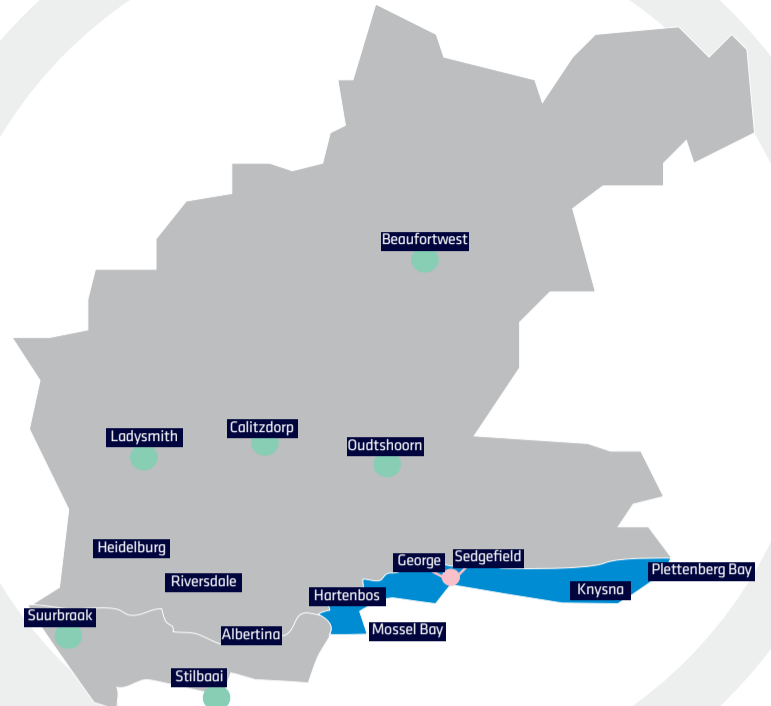 Beaufortwest
Calitzdorp
Ladysmith
Oudtshoorn
Heidelburg
Sedgefield
George
Plettenberg Bay
Riversdale
Knysna
Hartenbos
Suurbraak
Mossel Bay
Albertina
Stilbaai